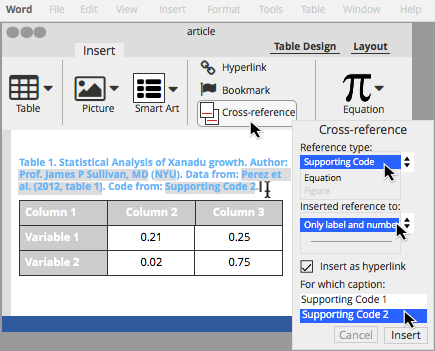 Word File Edit View Insert Format Tools Table Window Help
article
Insert
Table Design Layout
Table
Picture
Smart Art
Hyperlink
Bookmark
Cross-reference
Equation
Table 1. Statistical Analysis of Xanadu growth. Author:
Prof. James P Sullivan, MD (NYU). Data from: Perez et
al. (2012, table 1). Code from: Supporting Code 2.
Column 1 Column 2 Column 3
Variable 1 0.21 0.25
Variable 2 0.02 0.75
Cross-reference
Reference type:
Supporting Code
Equation
Figure
Inserted reference to:
Only label and numbe
Insert as hyperlink
For which caption:
Supporting Code 1
Supporting Code 2
Cancel Insert